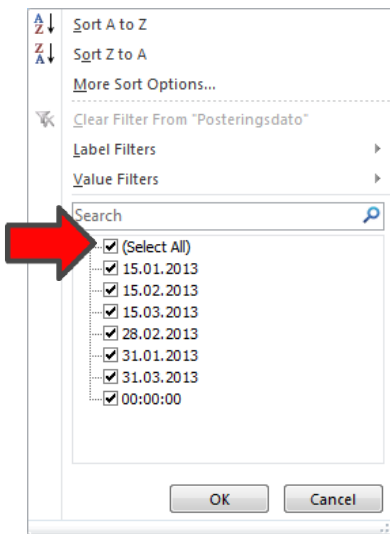 Sort A to Z
Sort Z to A
More Sort Options...
Clear Filter From "Posteringsdato"
Label Filters
Value Filters
Search
(Select All)
15.01.2013
15.02.2013
15.03.2013
28.02.2013
31.01.2013
31.03.2013
00:00:00
OK Cancel